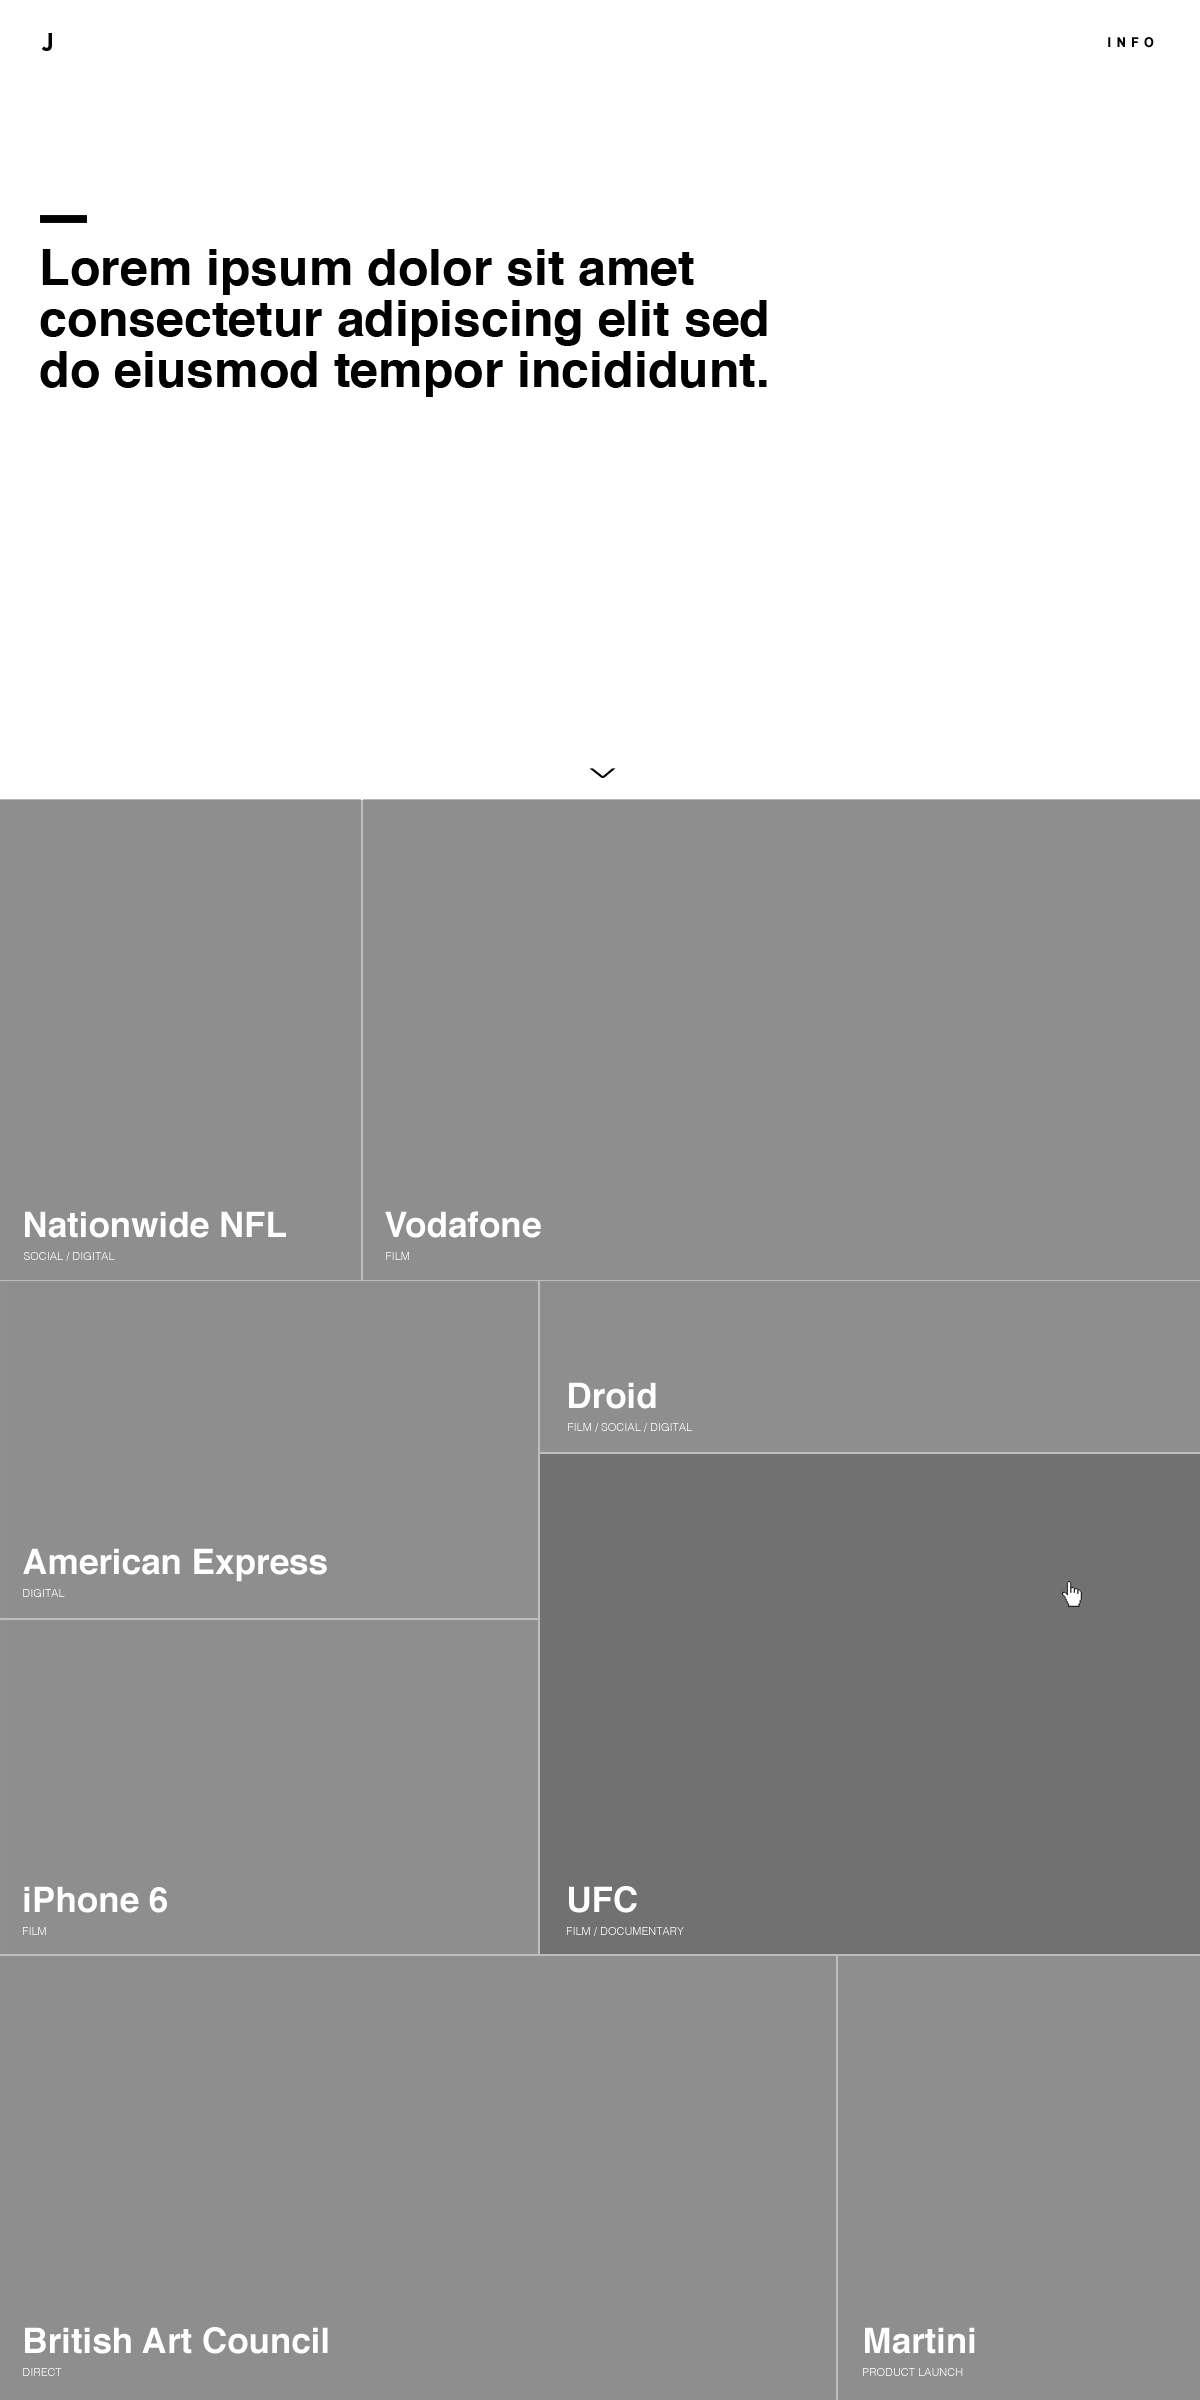 J
INFO
Lorem ipsum dolor sit amet
consectetur adipiscing elit sed
do eiusmod tempor incididunt.
Nationwide NFL
SOCIAL / DIGITAL
Vodafone
FILM
Droid
FILM / SOCIAL / DIGITAL
American Express
DIGITAL
iPhone 6
FILM
UFC
FILM / DOCUMENTARY
British Art Council
DIRECT
Martini
PRODUCT LAUNCH